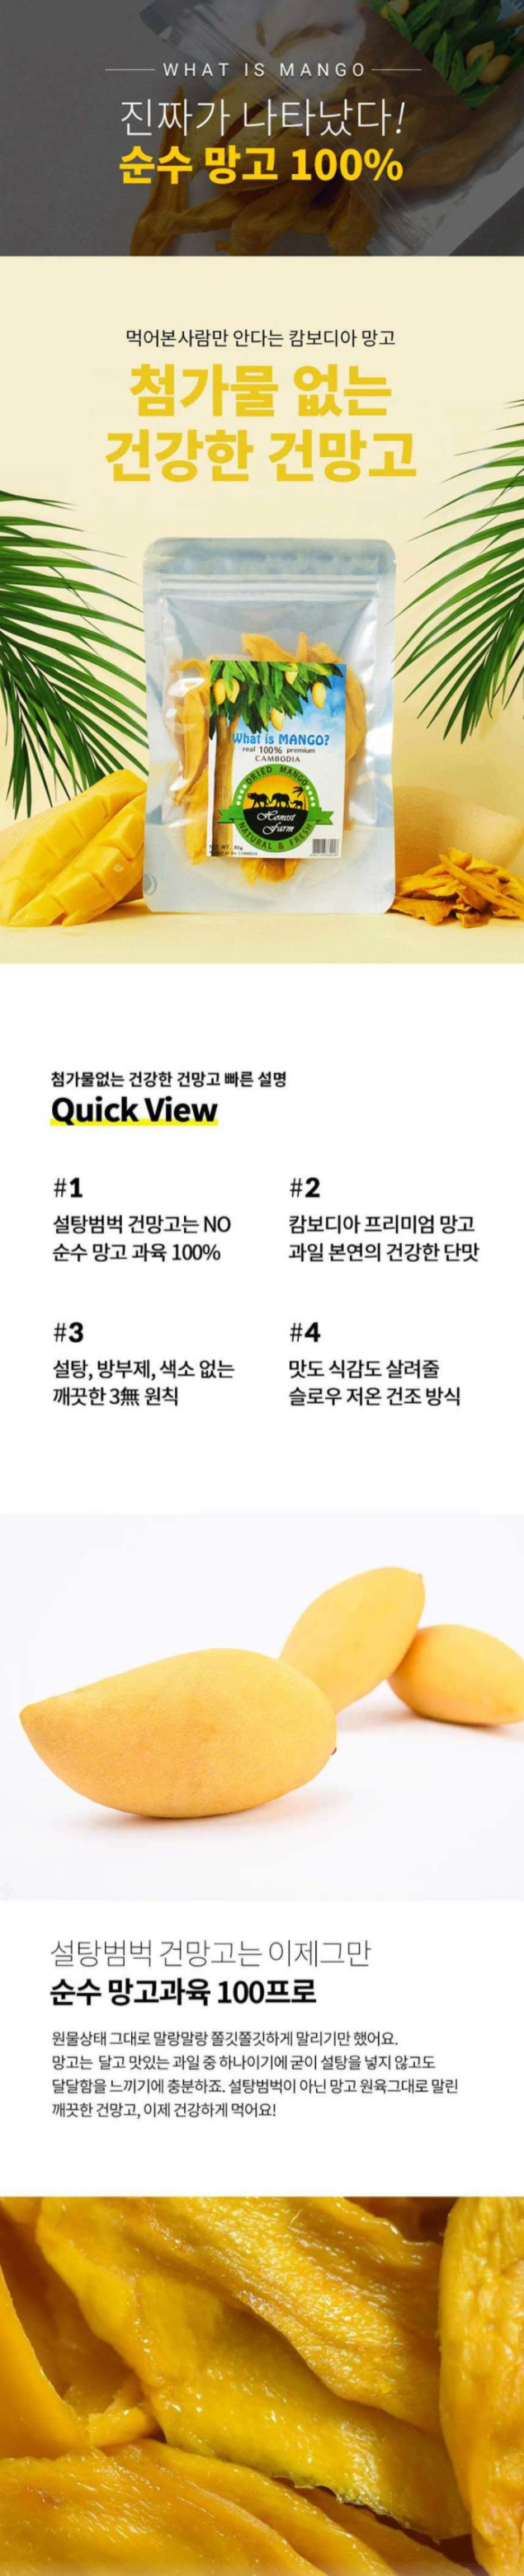 WHAT IS MANGO
진짜가 나타났다!
순수 망고 100%
먹어본사람만 안다는 캄보디아 망고
첨가물 없는
건강한 건망고
What is MANGO?
real 100% premium
CAMBODIA
DRIED MANGO
Honest
Farm
NATURAL & FRESH
첨가물없는 건강한 건망고 빠른 설명
Quick View
#1
설탕범벅 건망고는 NO
순수 망고 과육 100%
#2
캄보디아 프리미엄 망고
과일 본연의 건강한 단맛
#3
설탕, 방부제, 색소 없는
깨끗한 3無 원칙
#4
맛도 식감도 살려줄
슬로우 저온 건조 방식
설탕범벅 건망고는 이제그만
순수 망고과육 100프로
원물상태 그대로 말랑말랑 쫄깃쫄깃하게 말리기만 했어요.
망고는 달고 맛있는 과일 중 하나이기에 굳이 설탕을 넣지 않고도
달달함을 느끼기에 충분하죠. 설탕범벅이 아닌 망고 원육그대로 말린
깨끗한 건망고, 이제 건강하게 먹어요!